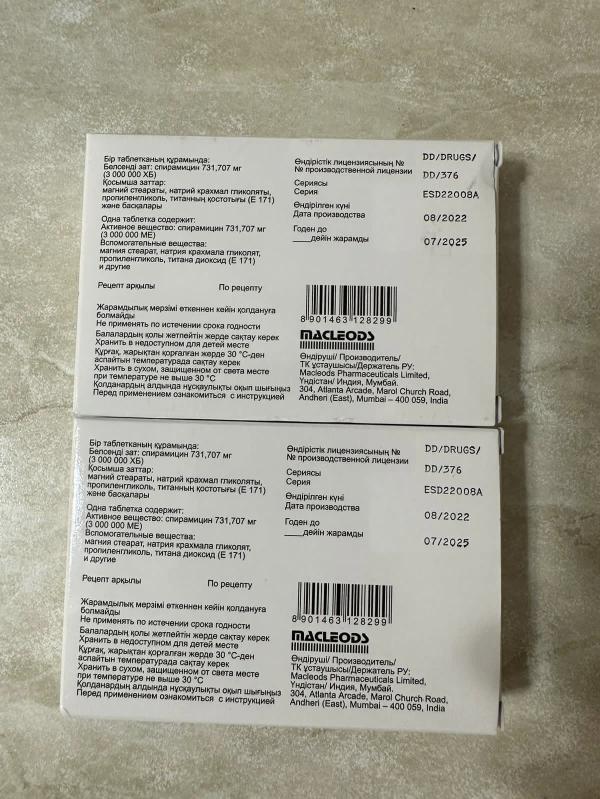 Бір таблетканың құрамында:
Белсенді зат: спирамицин 731,707 мг
(3 000 000 ХБ)
Қосымша заттар:
магний стеараты, натрий крахмал гликоляты,
пропиленгликоль, титанның қостотығы (Е 171)
және басқалары
Одна таблетка содержит:
Активное вещество: спирамицин 731,707 мг
(3 000 000 МЕ)
Вспомогательные вещества:
магния стеарат, натрия крахмала гликолят,
пропиленгликоль, титана диоксид (Е 171)
и другие
Рецепт арқылы По рецепту
Жарамдылық мерзімі өткеннен кейін қолдануға
болмайды
Не применять по истечении срока годности
Балалардың қолы жетпейтін жерде сақтау керек
Хранить в недоступном для детей месте
Құрғақ, жарықтан қорғалған жерде 30 °С-ден
аспайтын температурада сақтау керек
Хранить в сухом, защищенном от света месте
при температуре не выше 30 °С
Қолданардың алдында нұсқаулықты оқып шығыңыз
Перед применением ознакомиться с инструкцией
Өндірістік лицензиясының № DD/DRUGS/
№ производственной лицензии DD/376
Сериясы
Серия ESD22008A
Өндірілген күні
Дата производства 08/2022
Годен до
____дейін жарамды 07/2025
8 901463 128299
MACLEODS
Өндіруші/ Производитель/
ТК ұстаушысы/Держатель РУ:
Macleods Pharmaceuticals Limited,
Үндістан/ Индия, Мумбай.
304, Atlanta Arcade, Marol Church Road,
Andheri (East), Mumbai – 400 059, India
Бір таблетканың құрамында:
Белсенді зат: спирамицин 731,707 мг
(3 000 000 ХБ)
Қосымша заттар:
магний стеараты, натрий крахмал гликоляты,
пропиленгликоль, титанның қостотығы (Е 171)
және басқалары
Одна таблетка содержит:
Активное вещество: спирамицин 731,707 мг
(3 000 000 МЕ)
Вспомогательные вещества:
магния стеарат, натрия крахмала гликолят,
пропиленгликоль, титана диоксид (Е 171)
и другие
Рецепт арқылы По рецепту
Жарамдылық мерзімі өткеннен кейін қолдануға
болмайды
Не применять по истечении срока годности
Балалардың қолы жетпейтін жерде сақтау керек
Хранить в недоступном для детей месте
Құрғақ, жарықтан қорғалған жерде 30 °С-ден
аспайтын температурада сақтау керек
Хранить в сухом, защищенном от света месте
при температуре не выше 30 °С
Қолданардың алдында нұсқаулықты оқып шығыңыз
Перед применением ознакомиться с инструкцией
Өндірістік лицензиясының № DD/DRUGS/
№ производственной лицензии DD/376
Сериясы
Серия ESD22008A
Өндірілген күні
Дата производства 08/2022
Годен до
____дейін жарамды 07/2025
8 901463 128299
MACLEODS
Өндіруші/ Производитель/
ТК ұстаушысы/Держатель РУ:
Macleods Pharmaceuticals Limited,
Үндістан/ Индия, Мумбай.
304, Atlanta Arcade, Marol Church Road,
Andheri (East), Mumbai – 400 059, India